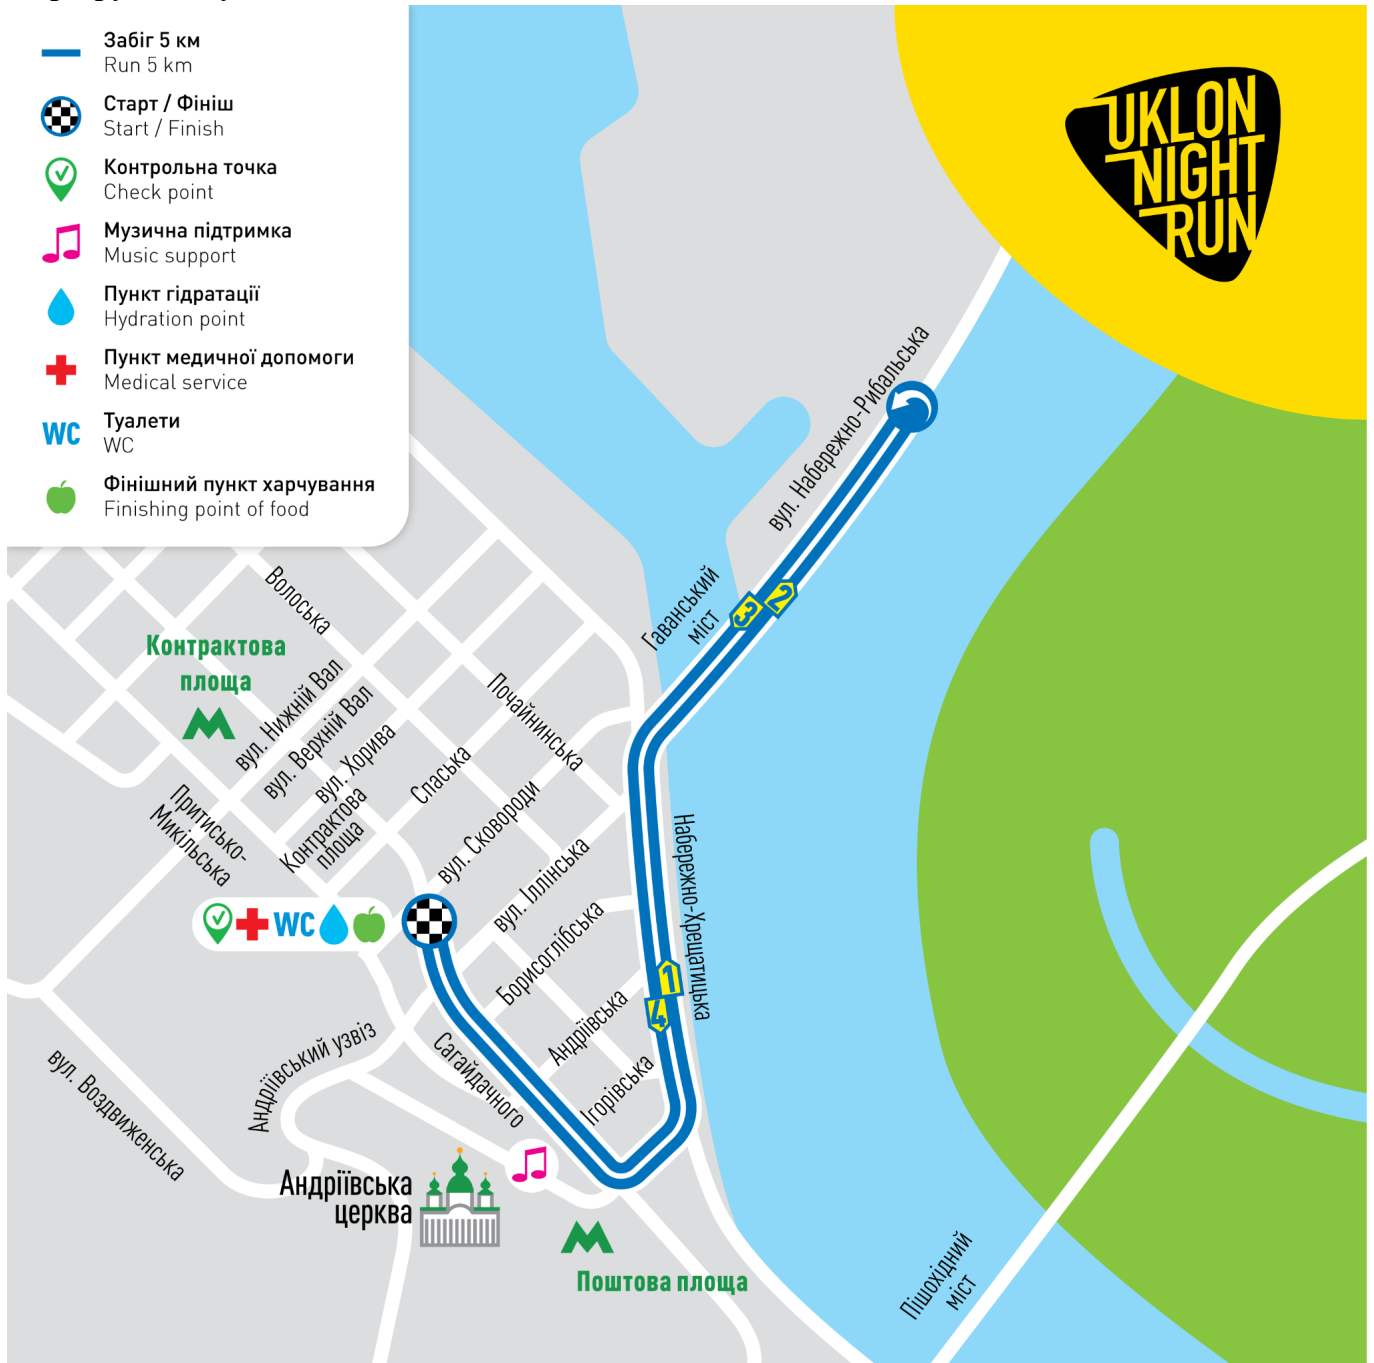 Забіг 5 км
Run 5 km
Старт / Фініш
Start / Finish
Контрольна точка
Check point
Музична підтримка
Music support
Пункт гідратації
Hydration point
Пункт медичної допомоги
Medical service
WC
Туалети
WC
Фінішний пункт харчування
Finishing point of food
UKLON
NIGHT
RUN
вул. Набережно-Рибальська
Гаванський
міст
3
2
Волоська
Контрактова
площа
вул. Нижній Вал
вул. Верхній Вал
вул. Хорива
Контрактова
площа
Спаська
Почайнинська
вул. Сковороди
вул. Іллінська
Притисько-
Микільська
Набережно-Хрещатицька
WC
Борисоглібська
1
4
Андріївська
Ігорівська
Сагайдачного
Андріївський узвіз
вул. Воздвиженська
Андріївська
церква
Поштова площа
Пішохідний
міст